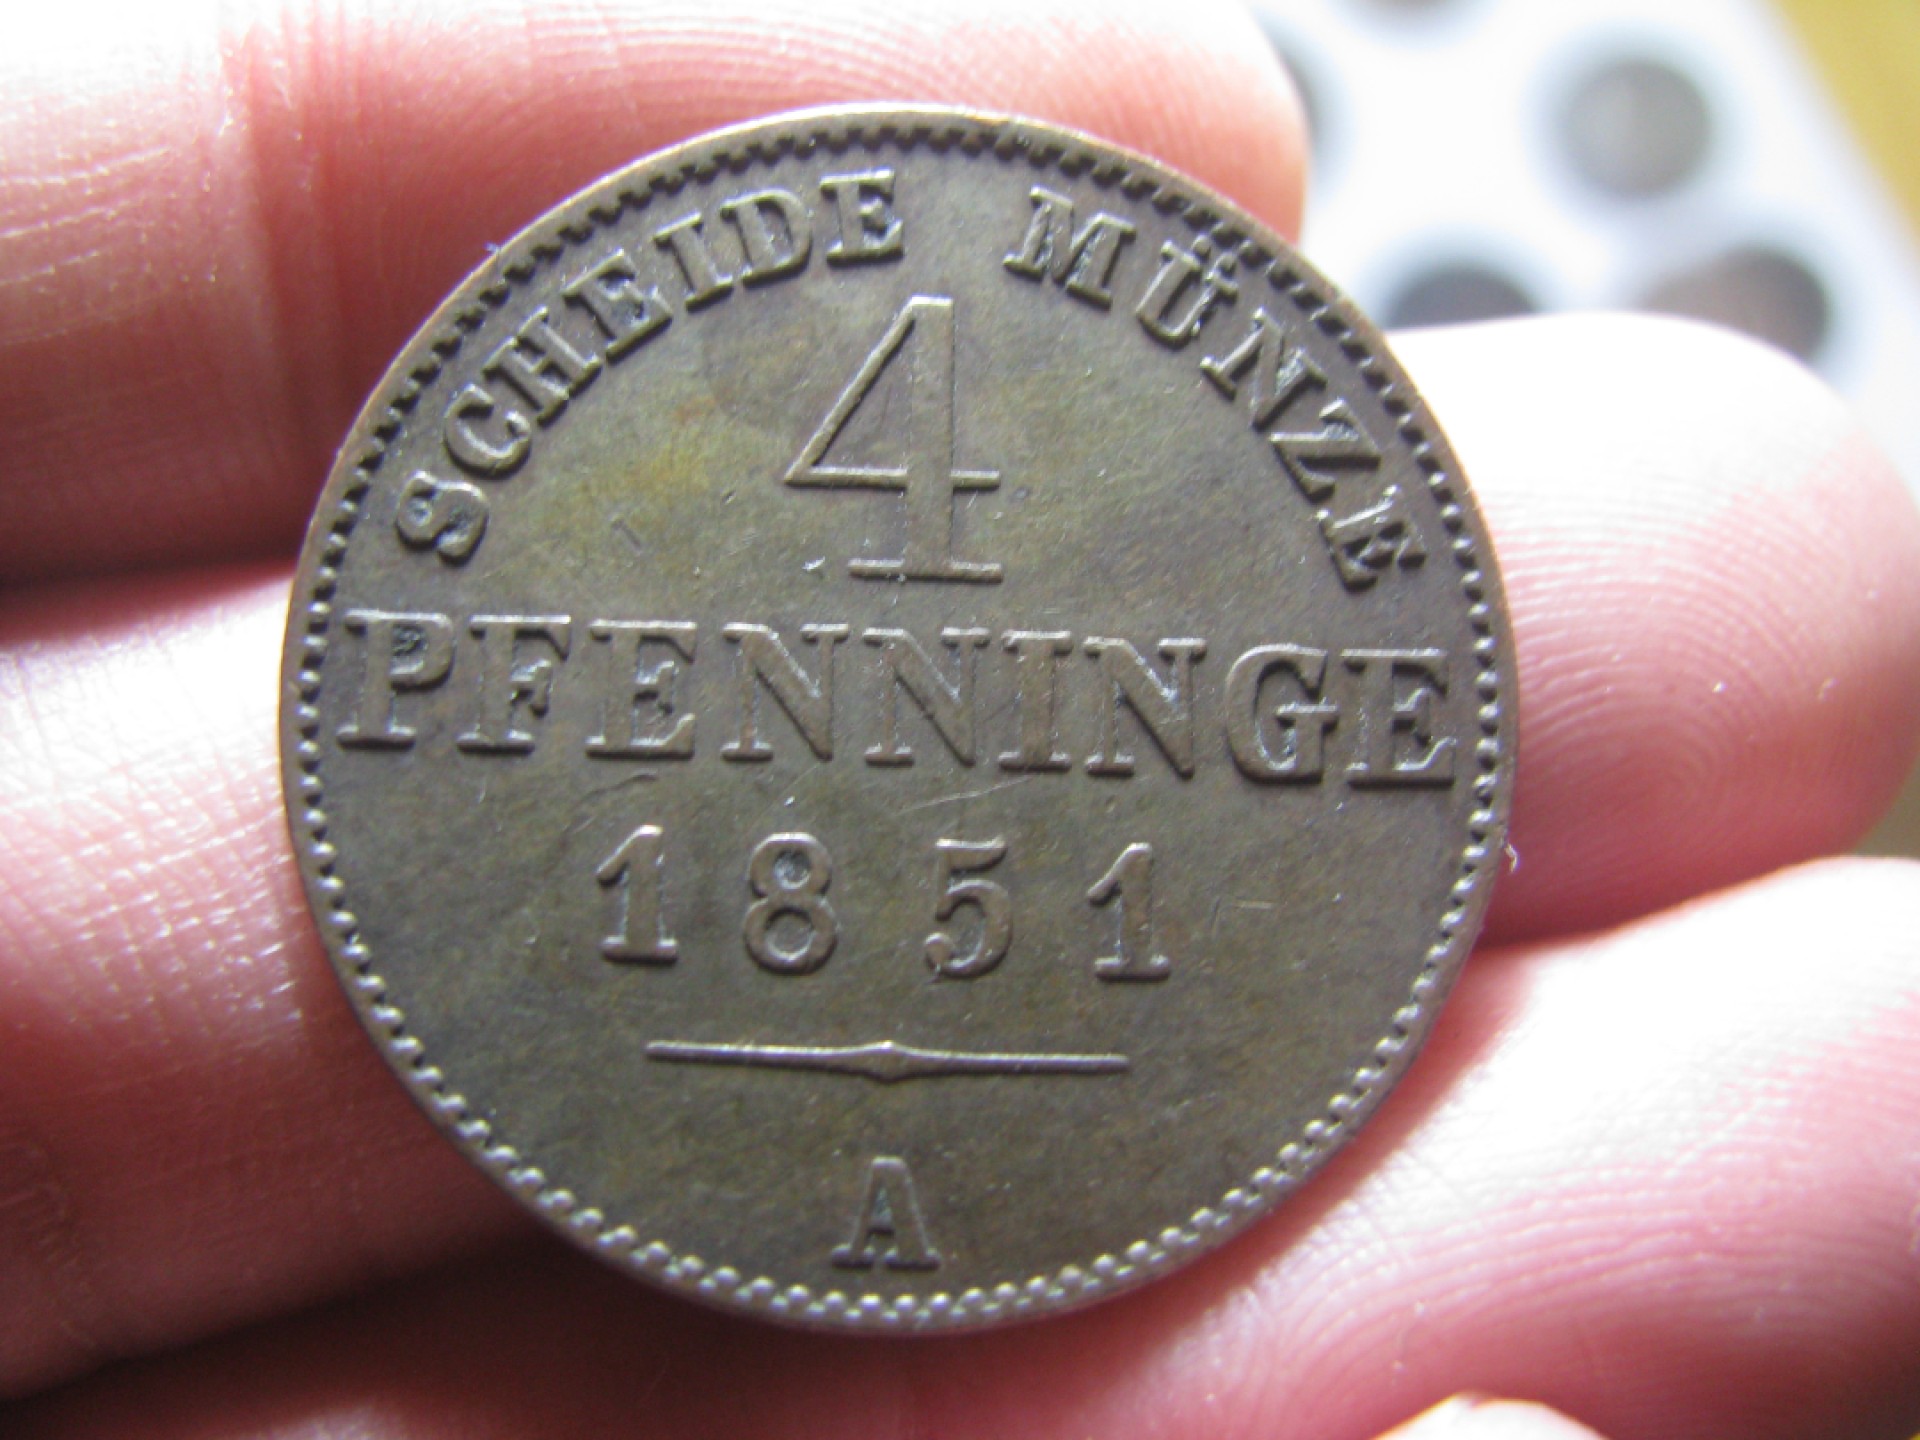 SCHEIDE MÜNZE
4
PFENNINGE
1851
A